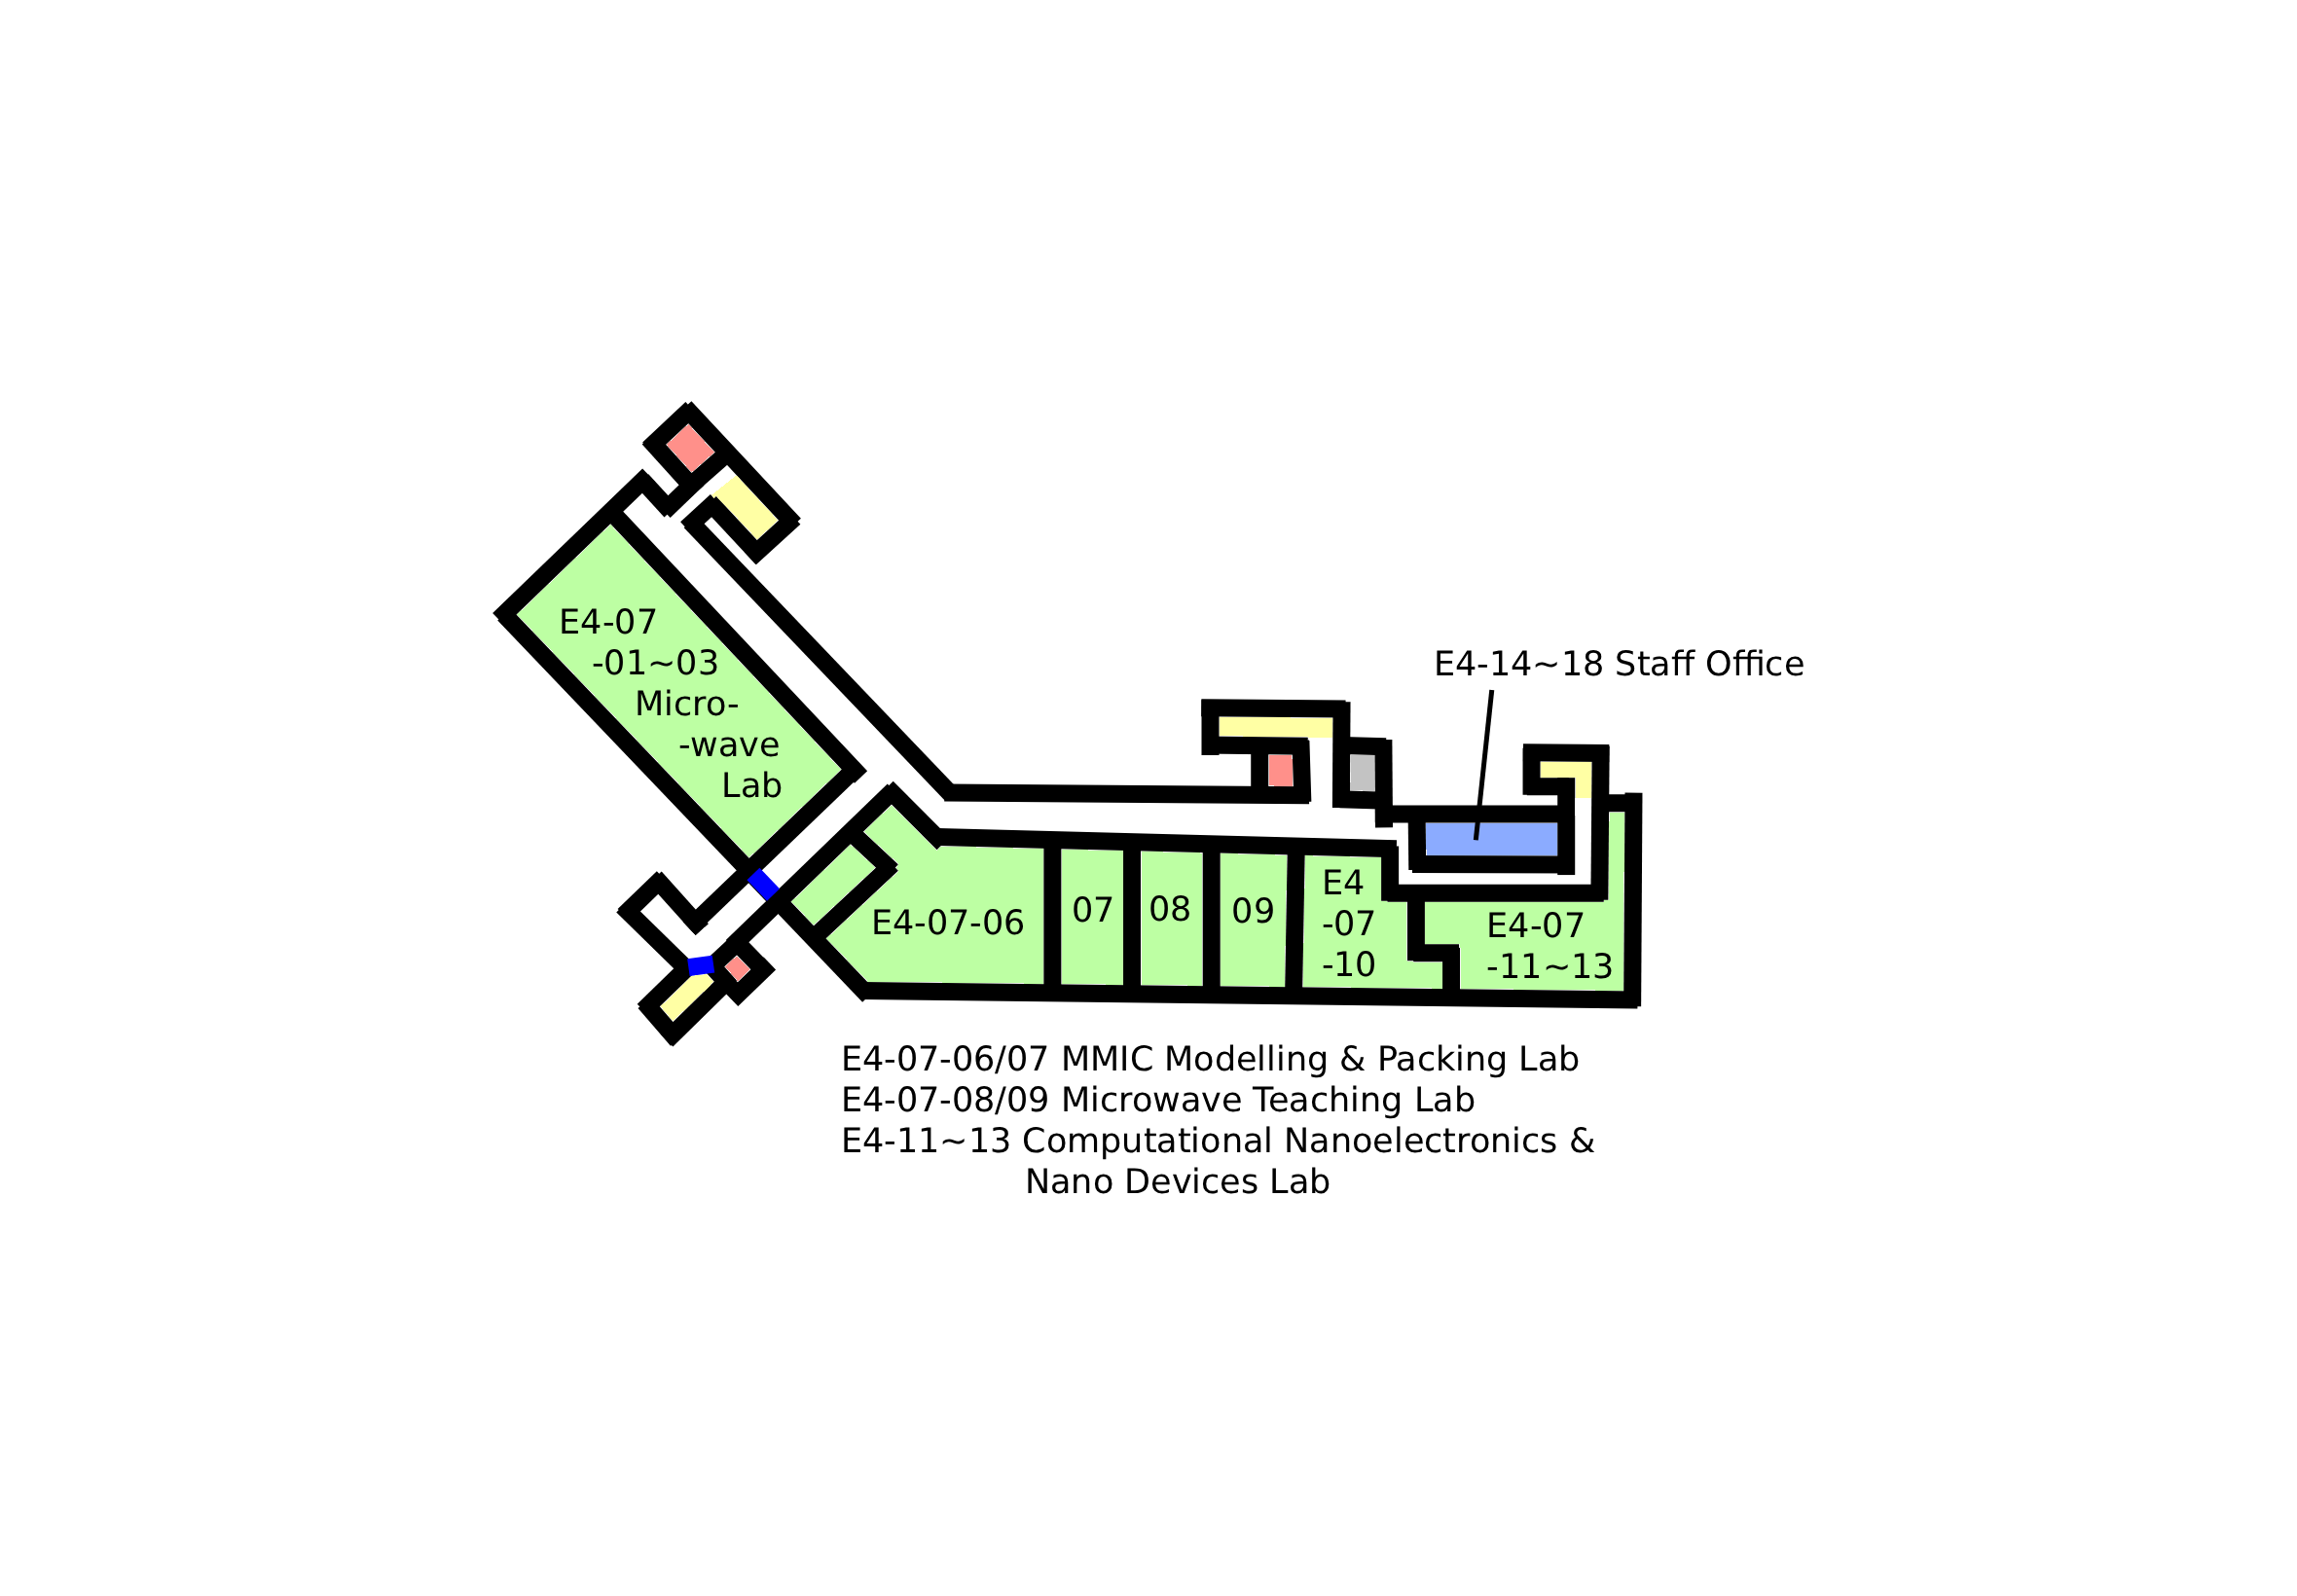 E4-07
-01~03
Micro-
-wave
Lab
E4-14~18 Staff Office
E4-07-06
07
08
09
E4
-07
-10
E4-07
-11~13
E4-07-06/07 MMIC Modelling & Packing Lab
E4-07-08/09 Microwave Teaching Lab
E4-11~13 Computational Nanoelectronics &
Nano Devices Lab